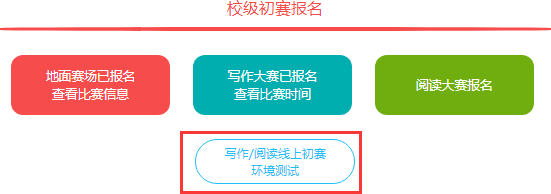 校级初赛报名
地面赛场已报名
查看比赛信息
写作大赛已报名
查看比赛时间
阅读大赛报名
写作/阅读线上初赛
环境测试